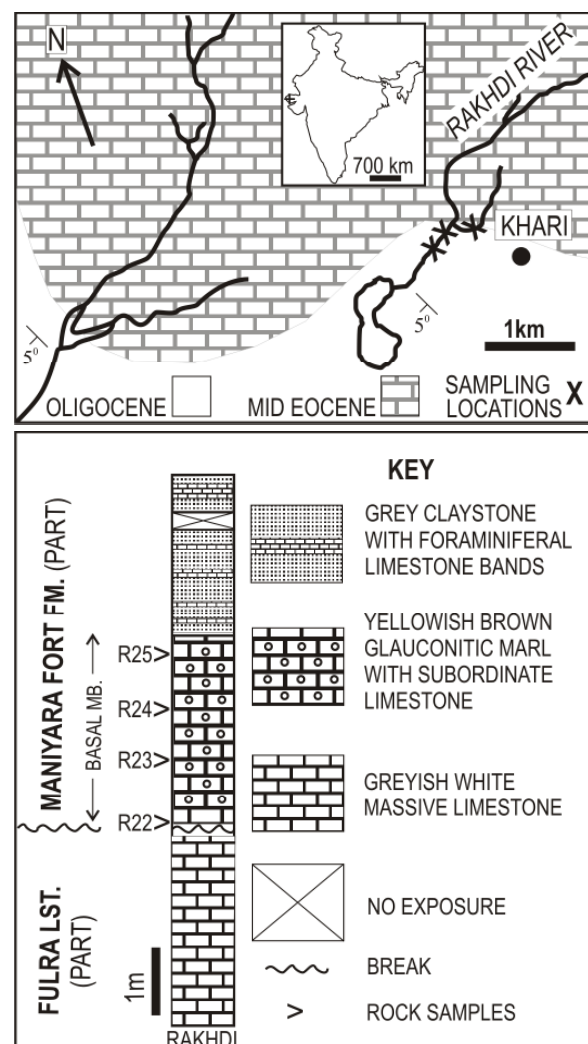 N
700 km
RAKHDI RIVER
KHARI
5⁰
5⁰
1km
OLIGOCENE
MID EOCENE
SAMPLING
LOCATIONS
X
KEY
MANIYARA FORT FM. (PART)
BASAL MB.
FULRA LST.
(PART)
R25>
R24>
R23>
R22>
1m
RAKHDI
GREY CLAYSTONE
WITH FORAMINIFERAL
LIMESTONE BANDS
YELLOWISH BROWN
GLAUCONITIC MARL
WITH SUBORDINATE
LIMESTONE
GREYISH WHITE
MASSIVE LIMESTONE
NO EXPOSURE
BREAK
> ROCK SAMPLES